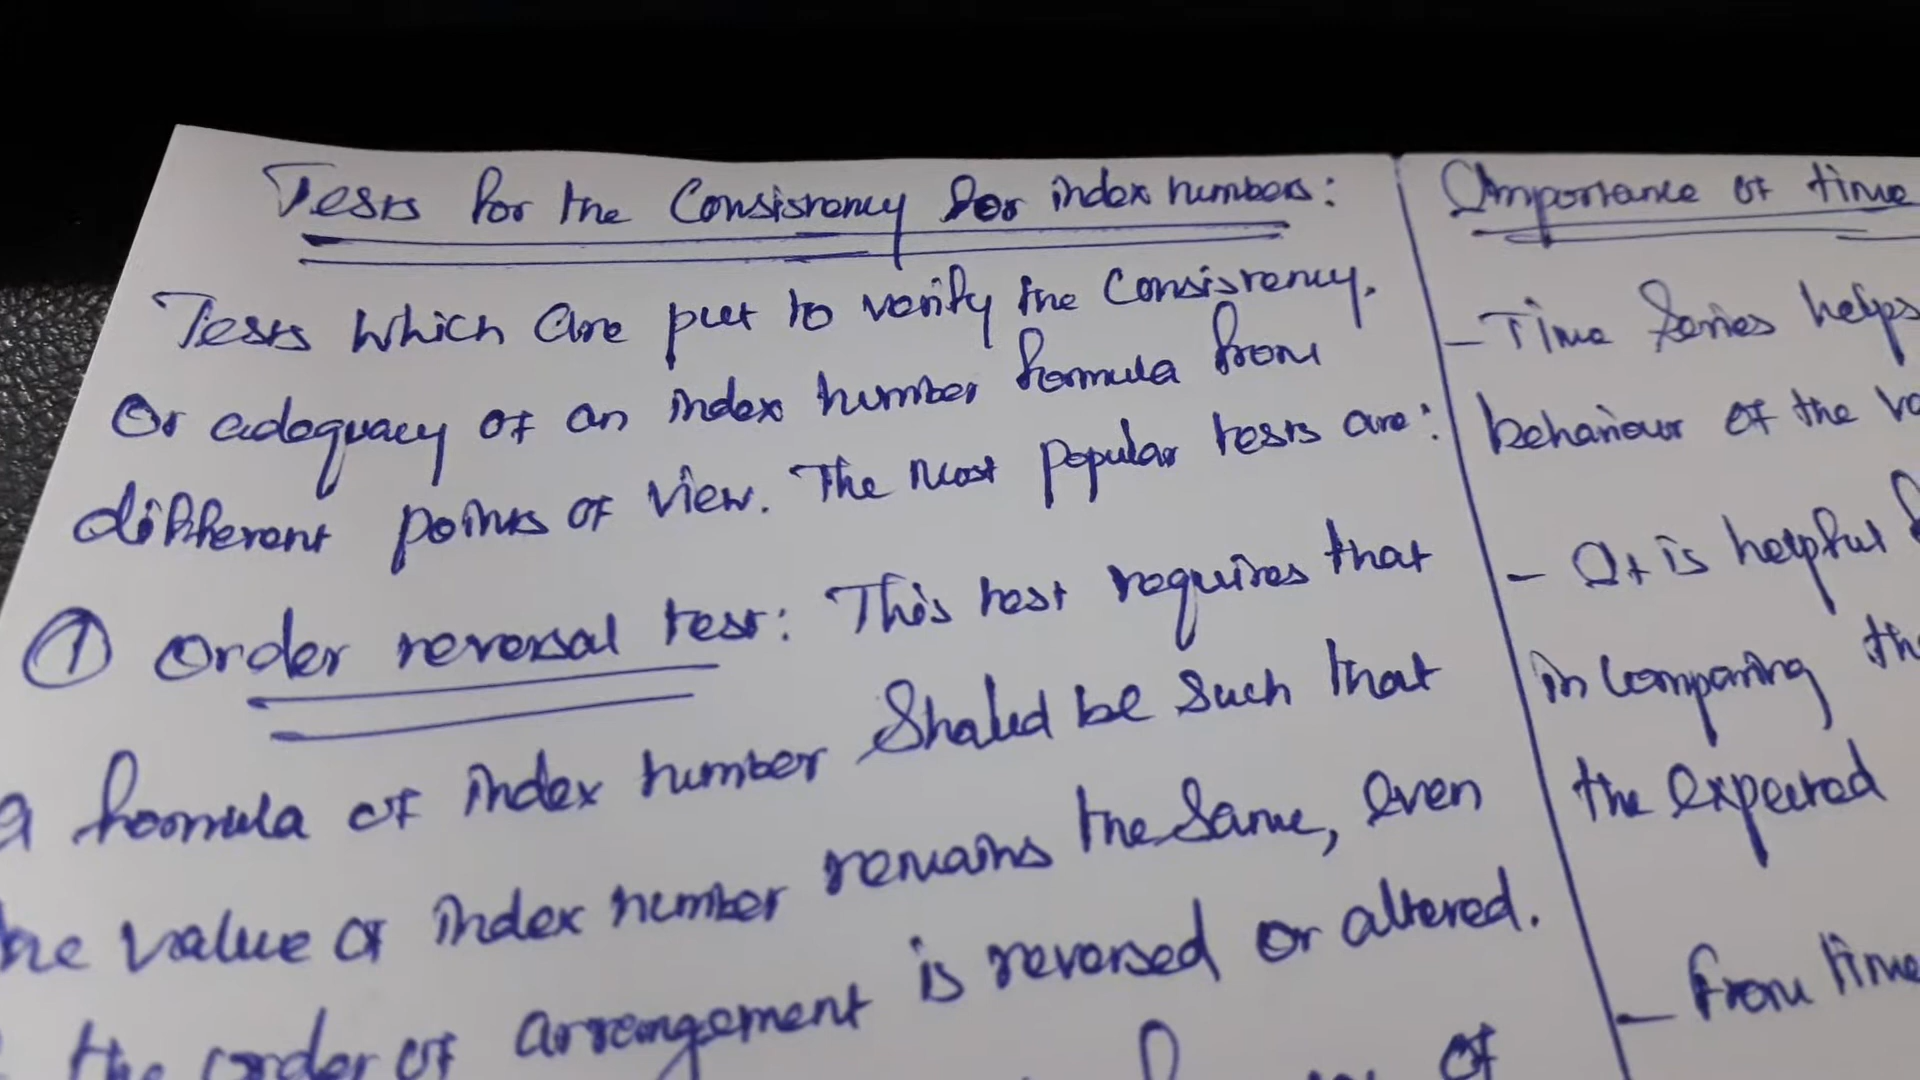 Tests for the Consistency for index numbers:
Tests which are put to verify the Consistency.
Or adequacy of an index number formula from
different points of view. The most popular tests are:
① Order reversal test: This test requires that
a formula of index number should be such that
the value of index number remains the same, even
the order of arrangement is reversed or altered.
of
Importance of time
- Time Series helps
behaviour of the
- It is helpful
in Comparing
the expected
- From time